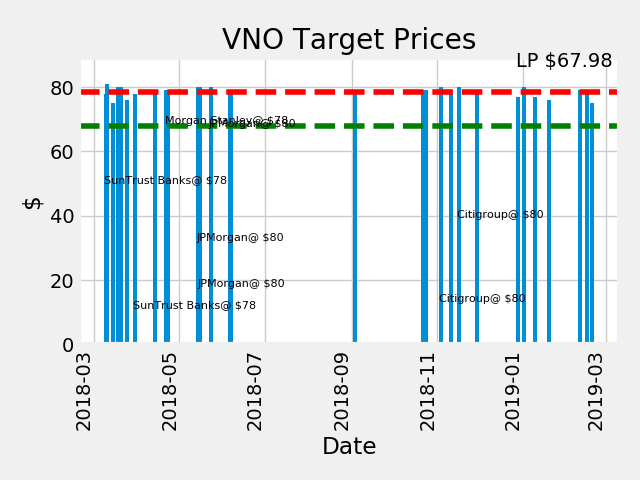 VNO Target Prices
LP $67.98
$
80
60
40
20
0
Morgan Stanley@ $78
JPMorgan@ $80
SunTrust Banks@ $78
Citigroup@ $80
JPMorgan@ $80
JPMorgan@ $80
Citigroup@ $80
SunTrust Banks@ $78
2018-03
2018-05
2018-07
2018-09
2018-11
2019-01
2019-03
Date